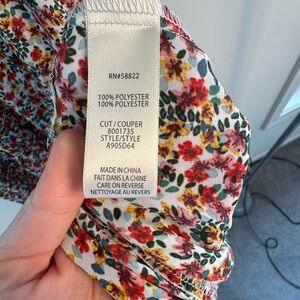 RN#58822
100% POLYESTER
100% POLYESTER
CUT / COUPER
8001735
STYLE/STYLE
A905D64
MADE IN CHINA
FAIT DANS LA CHINE
CARE ON REVERSE
NETTOYAGE AU REVERS